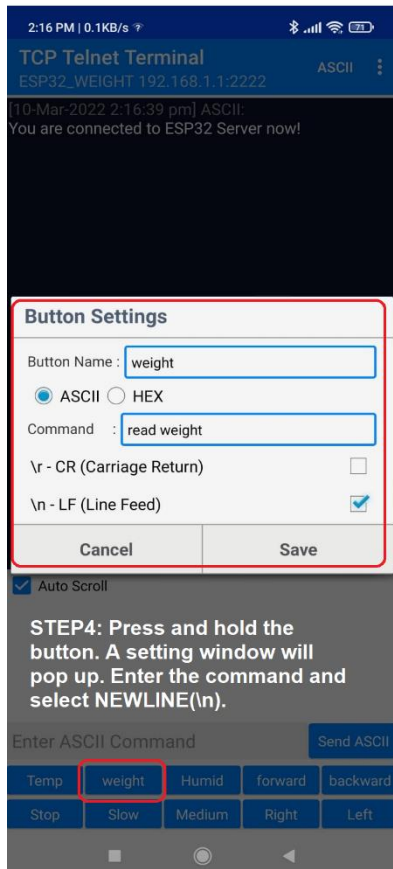 2:16 PM | 0.1KB/s
71
TCP Telnet Terminal
ESP32_WEIGHT 192.168.1.1:2222
ASCII
[10-Mar-2022 2:16:39 pm] ASCII:
You are connected to ESP32 Server now!
Button Settings
Button Name : weight
ASCII HEX
Command : read weight
\r - CR (Carriage Return)
\n - LF (Line Feed)
Cancel Save
Auto Scroll
STEP4: Press and hold the
button. A setting window will
pop up. Enter the command and
select NEWLINE(\n).
Enter ASCII Command
Send ASCII
Temp weight Humid forward backward
Stop Slow Medium Right Left